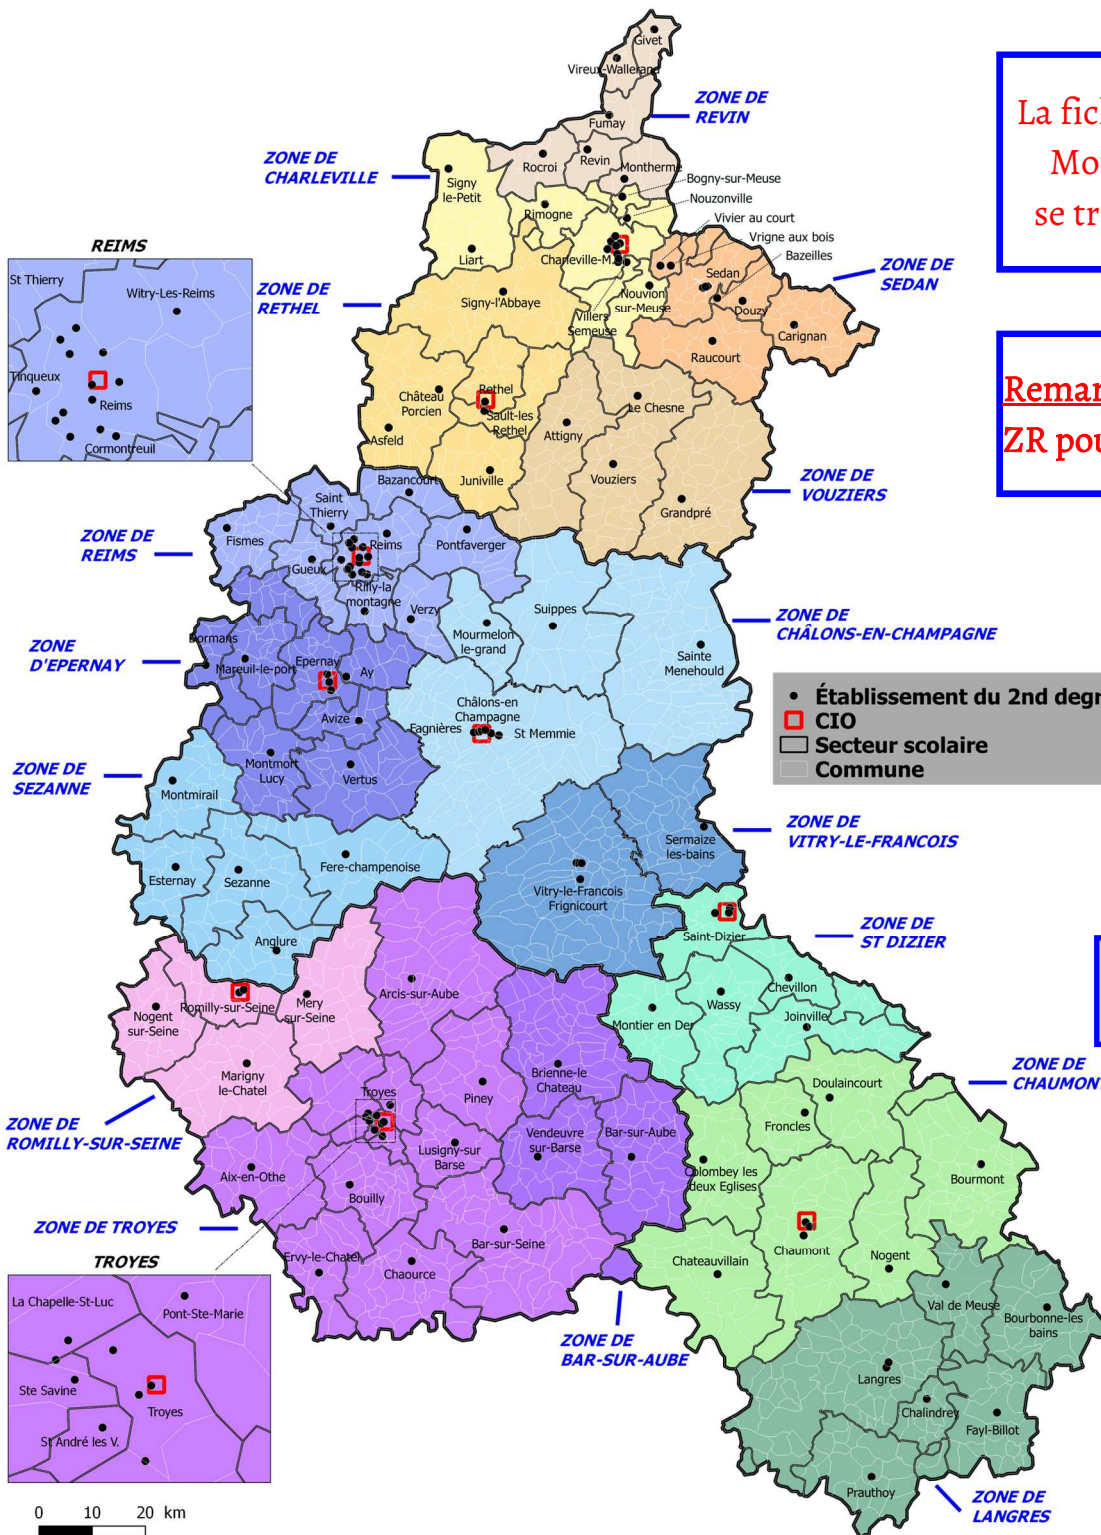 Givet
Vireux-Wallerand
ZONE DE
REVIN
Fumay
Revin
Rocroi
Montherme
ZONE DE
CHARLEVILLE
Signy
le-Petit
Bogny-sur-Meuse
Nouzonville
Rimogne
Vivier au court
Vrigne aux bois
Liart
Charleville-M.
Sedan
Bazeilles
ZONE DE
SEDAN
ZONE DE
RETHEL
Signy-l'Abbaye
Nouvion
sur-Meuse
Douzy
Villers
Semeuse
Carignan
Raucourt
Château
Porcien
Rethel
Sault-les
Rethel
Le Chesne
Asfeld
Attigny
Juniville
Vouziers
Grandpré
ZONE DE
VOUZIERS
REIMS
St Thierry
Witry-Les-Reims
Tinqueux
Reims
Cormontreuil
Bazancourt
Saint
Thierry
ZONE DE
REIMS
Fismes
Reims
Pontfaverger
Gueux
Rilly-la
montagne
Verzy
Suippes
Mourmelon
le-grand
ZONE DE
CHÂLONS-EN-CHAMPAGNE
Sainte
Menehould
ZONE
D'EPERNAY
Dormans
Mareuil-le-port
Epernay
Ay
Avize
Châlons-en
Champagne
Fagnières
St Memmie
Établissement du 2nd degr
CIO
Secteur scolaire
Commune
ZONE DE
SEZANNE
Montmort
Lucy
Vertus
Montmirail
ZONE DE
VITRY-LE-FRANCOIS
Sermaize
les-bains
Esternay
Sezanne
Fere-champenoise
Vitry-le-Francois
Frignicourt
Anglure
Saint-Dizier
ZONE DE
ST DIZIER
Romilly-sur-Seine
Nogent
sur-Seine
Mery
sur-Seine
Arcis-sur-Aube
Chevillon
Wassy
Montier en Der
Joinville
Marigny
le-Chatel
Brienne-le
Chateau
ZONE DE
CHAUMONT
Troyes
Piney
Doulaincourt
Froncles
ZONE DE
ROMILLY-SUR-SEINE
Lusigny-sur
Barse
Vendeuvre
sur-Barse
Bar-sur-Aube
Colombey les
deux Eglises
Bourmont
Aix-en-Othe
Bouilly
ZONE DE TROYES
Bar-sur-Seine
Chaumont
Ervy-le-Chatel
Chaource
Chateauvillain
Nogent
TROYES
La Chapelle-St-Luc
Pont-Ste-Marie
Ste Savine
Troyes
St André les V.
ZONE DE
BAR-SUR-AUBE
Val de Meuse
Bourbonne-les
bains
Langres
Chalindrey
Fayl-Billot
Prauthoy
ZONE DE
LANGRES
0 10 20 km
La fic
Mo
se tr
Remar
ZR pou